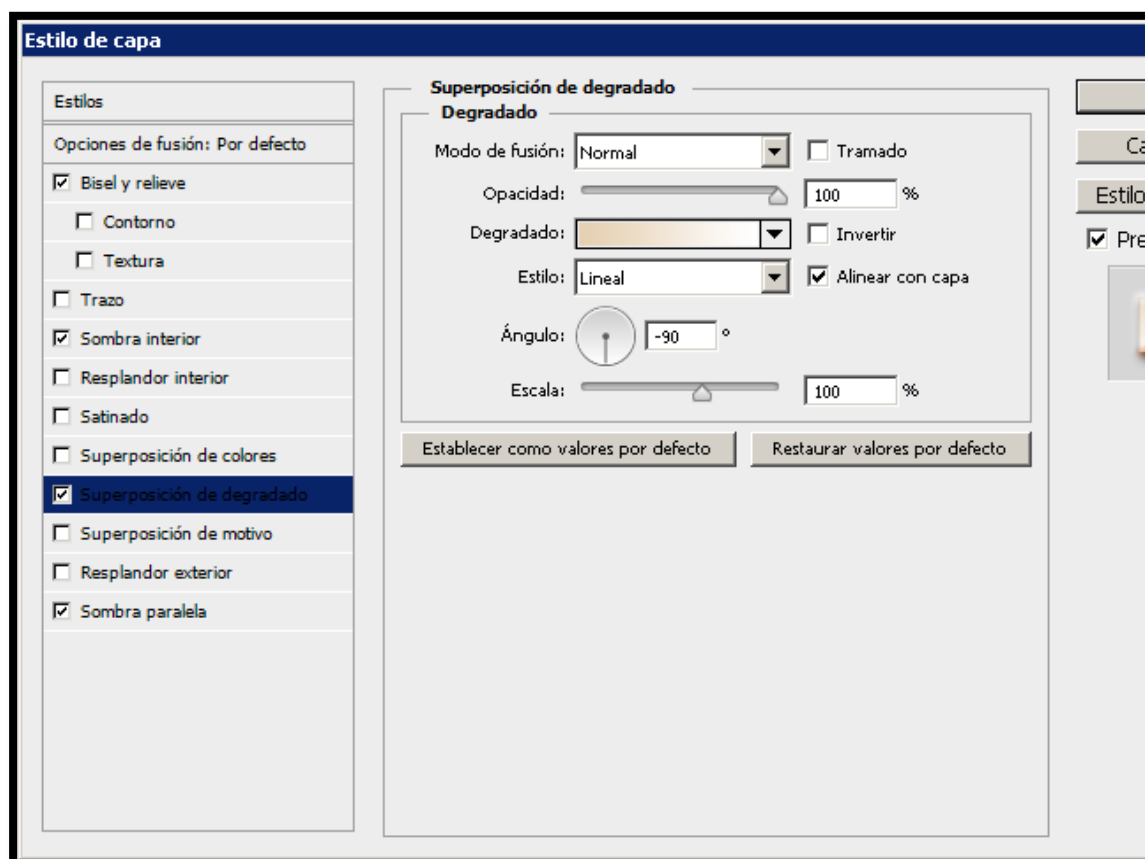 Estilo de capa
Estilos
Opciones de fusión: Por defecto
Bisel y relieve
Contorno
Textura
Trazo
Sombra interior
Resplandor interior
Satinado
Superposición de colores
Superposición de degradado
Superposición de motivo
Resplandor exterior
Sombra paralela
Superposición de degradado
Degradado
Modo de fusión: Normal Tramado
Opacidad: 100 %
Degradado: Invertir
Estilo: Lineal Alinear con capa
Ángulo: -90 °
Escala: 100 %
Establecer como valores por defecto Restaurar valores por defecto
Ca
Estilo
Pre